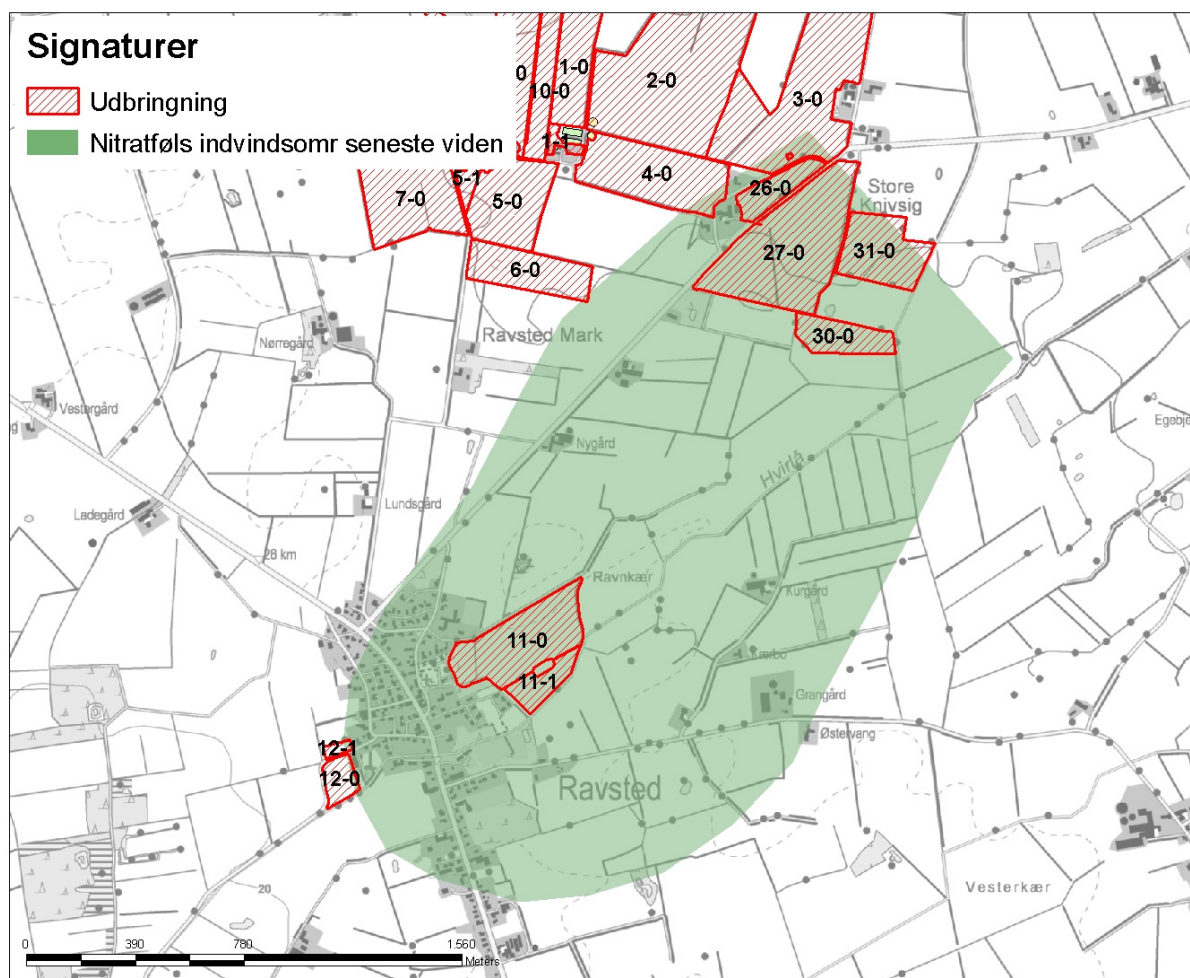 Signaturer
Udbringning
Nitratføls indvindsomr seneste viden
0
10-0
1-0
2-0
3-0
1-1
4-0
5-1
7-0
5-0
26-0
Store
Knivsig
27-0
31-0
6-0
30-0
Ravsted Mark
Nørregård
Vestergård
Nygård
Hvirlå
Egebje
Ladegård
Lundsgård
28 km
Ravnkær
Kurgård
11-0
11-1
Kærbo
Grangård
Østervang
12-1
12-0
Ravsted
20
Vesterkær
0
390
780
1.560
Meters